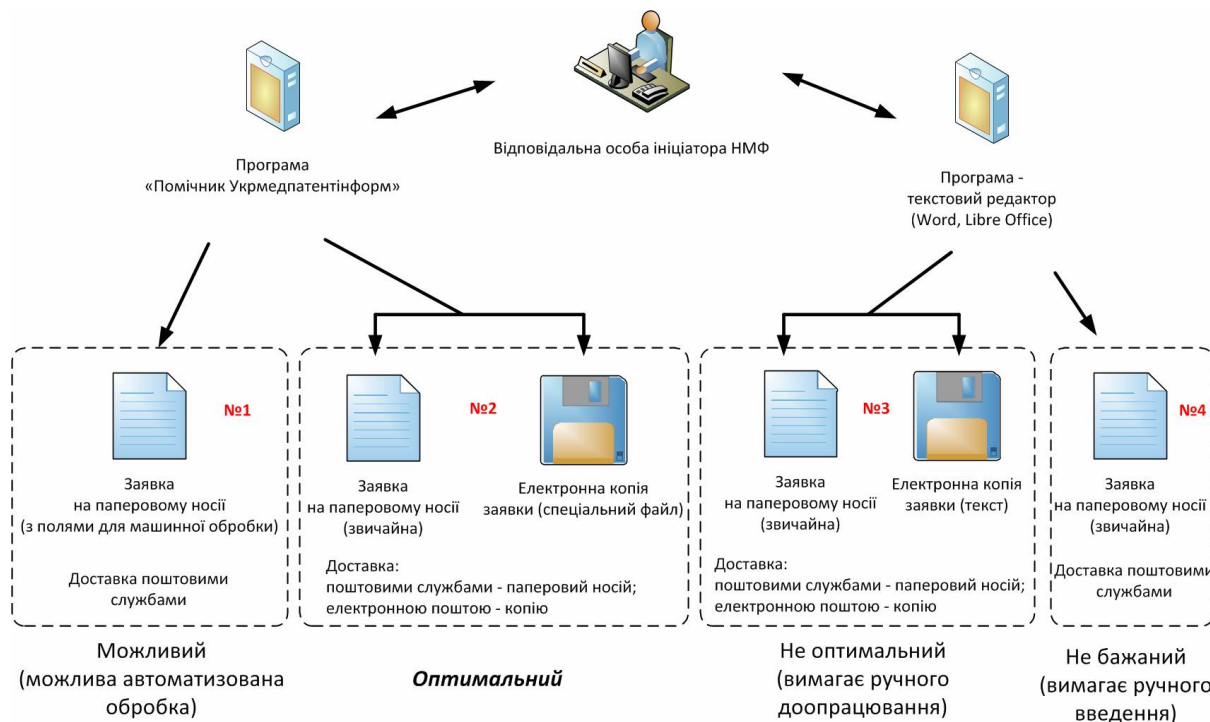 Відповідальна особа ініціатора НМФ
Програма
«Помічник Укрмедпатентінформ»
Програма -
текстовий редактор
(Word, Libre Office)
№1
Заявка
на паперовому носії
(з полями для машинної обробки)
Доставка поштовими
службами
Можливий
(можлива автоматизована
обробка)
№2
Заявка
на паперовому носії
(звичайна)
Електронна копія
заявки (спеціальний файл)
Доставка:
поштовими службами - паперовий носій;
електронною поштою - копію
Оптимальний
№3
Заявка
на паперовому носії
(звичайна)
Електронна копія
заявки (текст)
Доставка:
поштовими службами - паперовий носій;
електронною поштою - копію
Не оптимальний
(вимагає ручного
доопрацювання)
№4
Заявка
на паперовому носії
(звичайна)
Доставка поштовими
службами
Не бажаний
(вимагає ручного
введення)